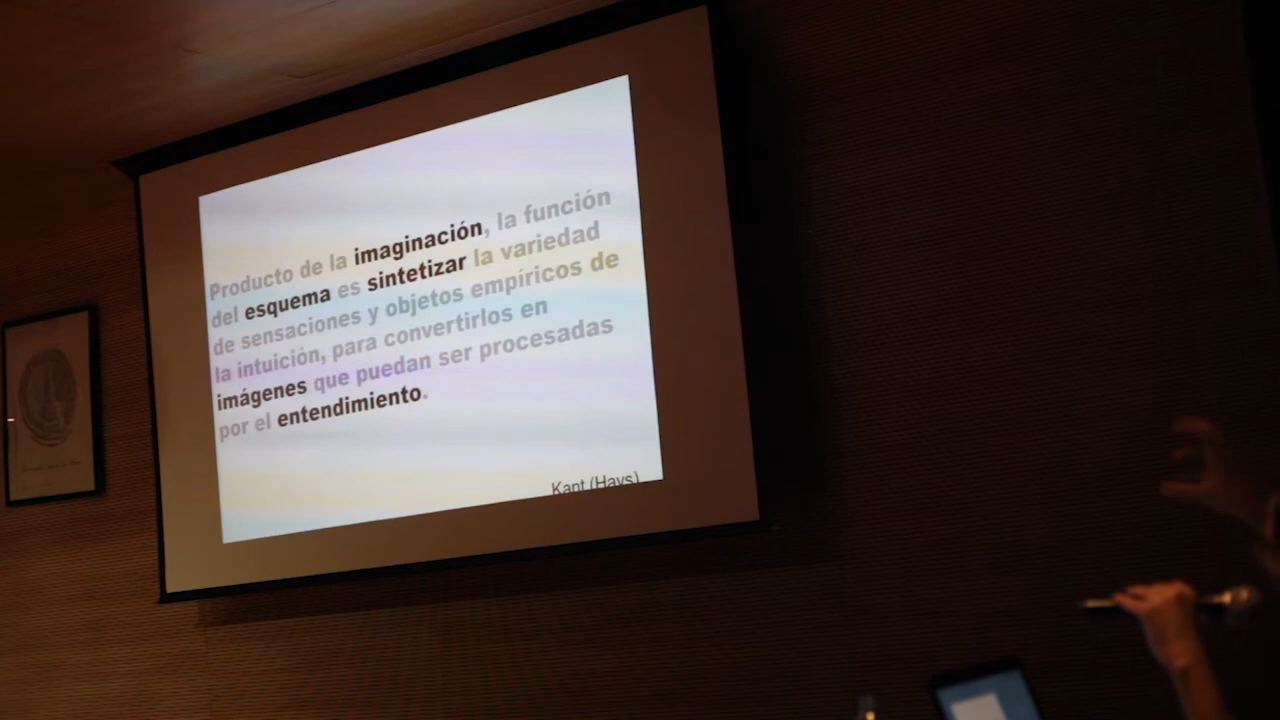 Producto de la imaginación, la función
del esquema es sintetizar la variedad
de sensaciones y objetos empíricos de
la intuición, para convertirlos en
imágenes que puedan ser procesadas
por el entendimiento.
Kant (Hays)